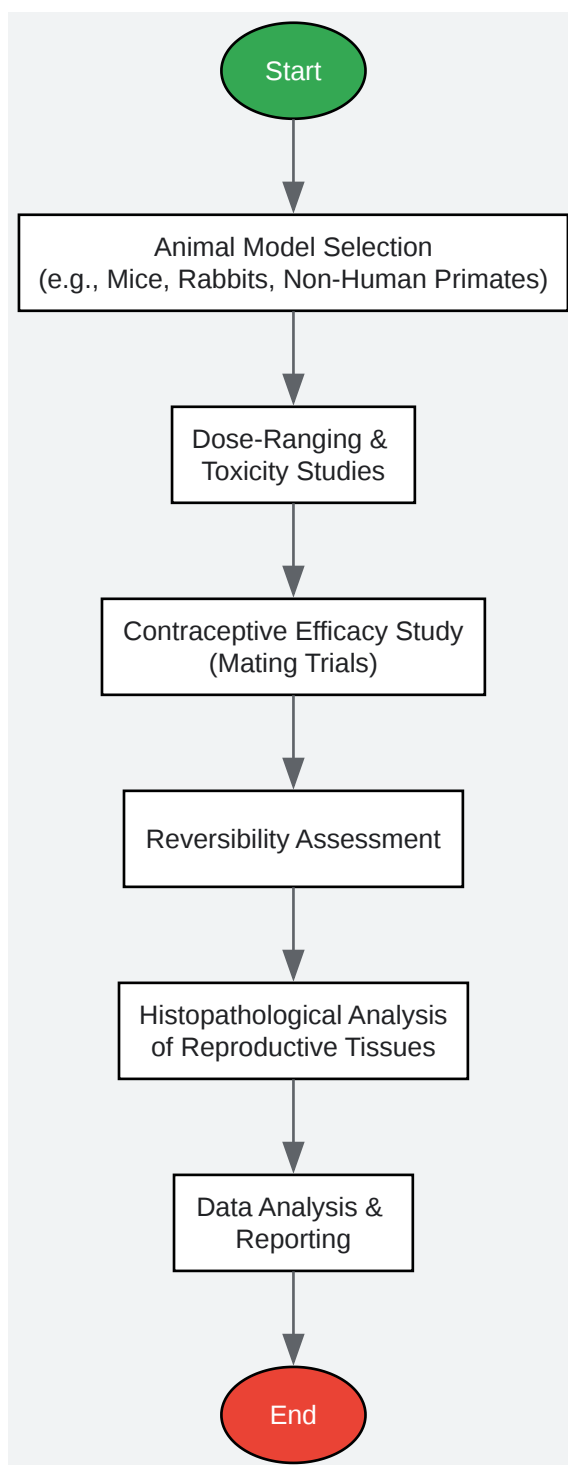 Start
Animal Model Selection
(e.g., Mice, Rabbits, Non-Human Primates)
Dose-Ranging &
Toxicity Studies
Contraceptive Efficacy Study
(Mating Trials)
Reversibility Assessment
Histopathological Analysis
of Reproductive Tissues
Data Analysis &
Reporting
End